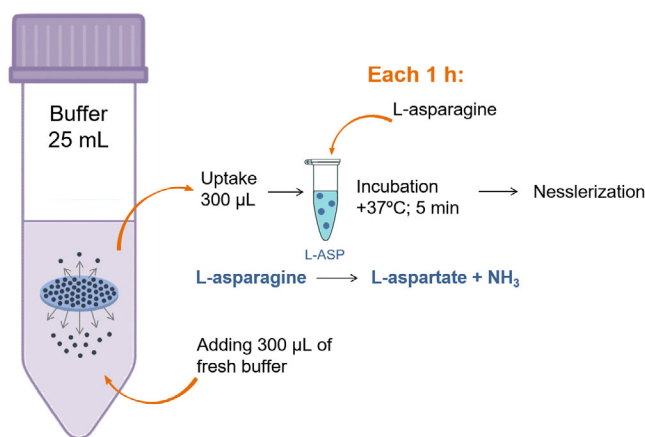 Each 1 h:
Buffer
25 mL
L-asparagine
Uptake
300 µL
Incubation
+37ºC; 5 min
Nesslerization
L-ASP
L-asparagine
L-aspartate + NH₃
Adding 300 µL of
fresh buffer